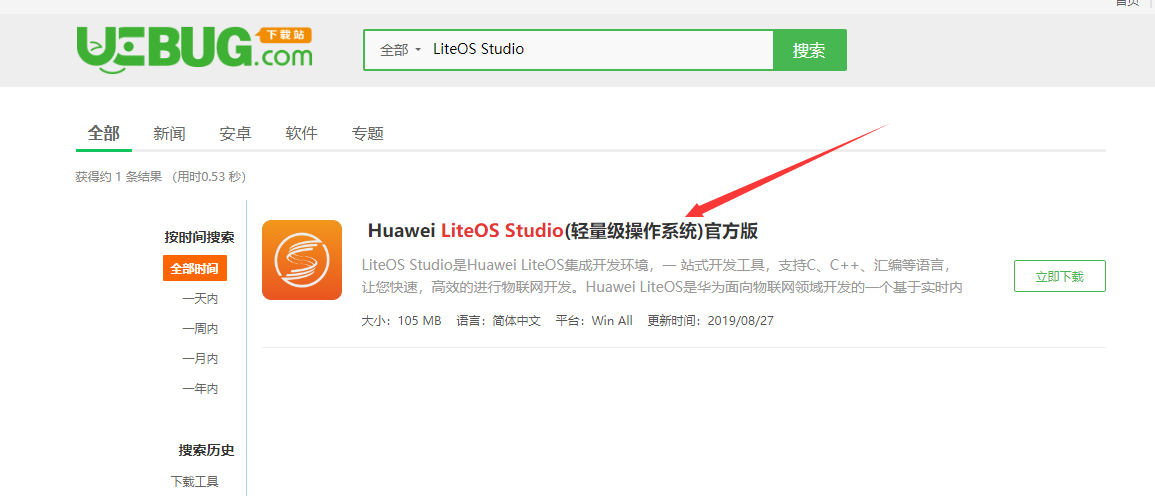 首页
UEBUG.com 下载站
全部 LiteOS Studio 搜索
全部 新闻 安卓 软件 专题
获得约 1 条结果 （用时0.53 秒）
按时间搜索
全部时间
一天内
一周内
一月内
一年内
搜索历史
下载工具
Huawei LiteOS Studio(轻量级操作系统)官方版
LiteOS Studio是Huawei LiteOS集成开发环境，一 站式开发工具，支持C、C++、汇编等语言，
让您快速，高效的进行物联网开发。Huawei LiteOS是华为面向物联网领域开发的一个基于实时内
大小：105 MB 语言：简体中文 平台：Win All 更新时间：2019/08/27
立即下载